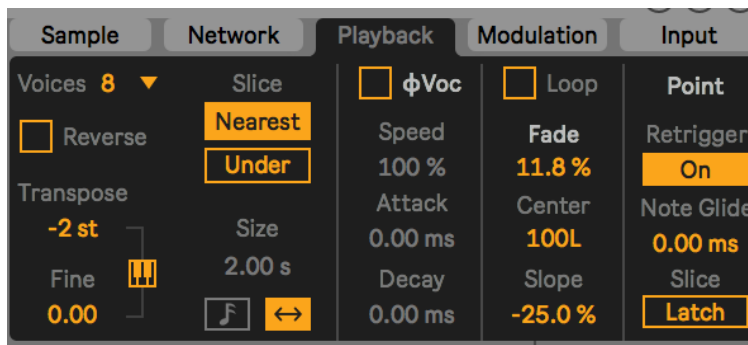 Sample Network Playback Modulation Input
Voices 8
Reverse
Transpose
-2 st
Fine
0.00
Slice
Nearest
Under
Size
2.00 s
ϕVoc
Speed
100 %
Attack
0.00 ms
Decay
0.00 ms
Loop
Fade
11.8 %
Center
100L
Slope
-25.0 %
Point
Retrigger
On
Note Glide
0.00 ms
Slice
Latch